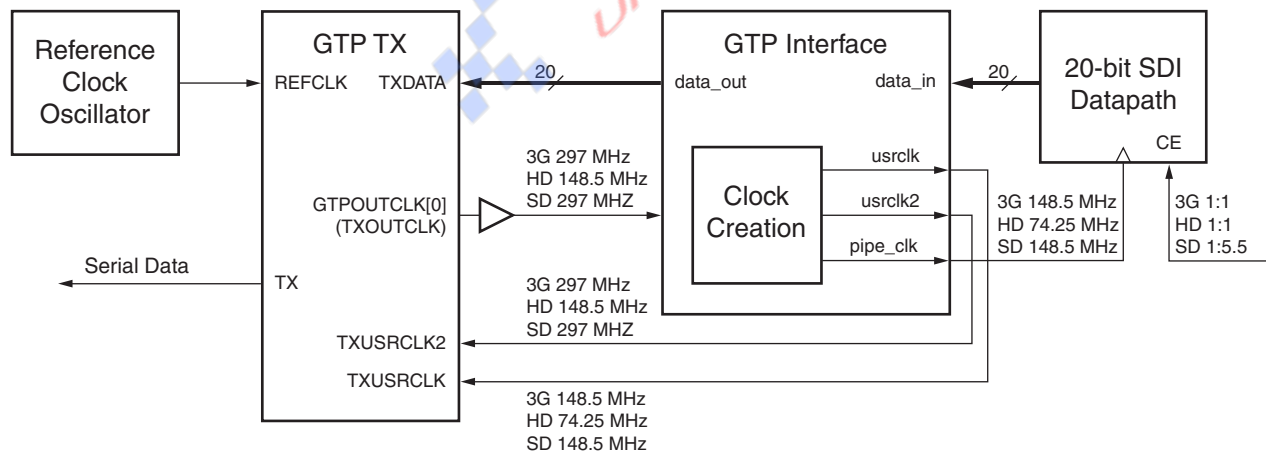 Reference
Clock
Oscillator
GTP TX
REFCLK
TXDATA
20
GTP Interface
data_out
data_in
20
20-bit SDI
Datapath
CE
3G 297 MHz
HD 148.5 MHz
SD 297 MHZ
GTPOUTCLK[0]
(TXOUTCLK)
Clock
Creation
usrclk
usrclk2
pipe_clk
3G 148.5 MHz
HD 74.25 MHz
SD 148.5 MHz
3G 1:1
HD 1:1
SD 1:5.5
Serial Data
TX
3G 297 MHz
HD 148.5 MHz
SD 297 MHZ
TXUSRCLK2
TXUSRCLK
3G 148.5 MHz
HD 74.25 MHz
SD 148.5 MHz